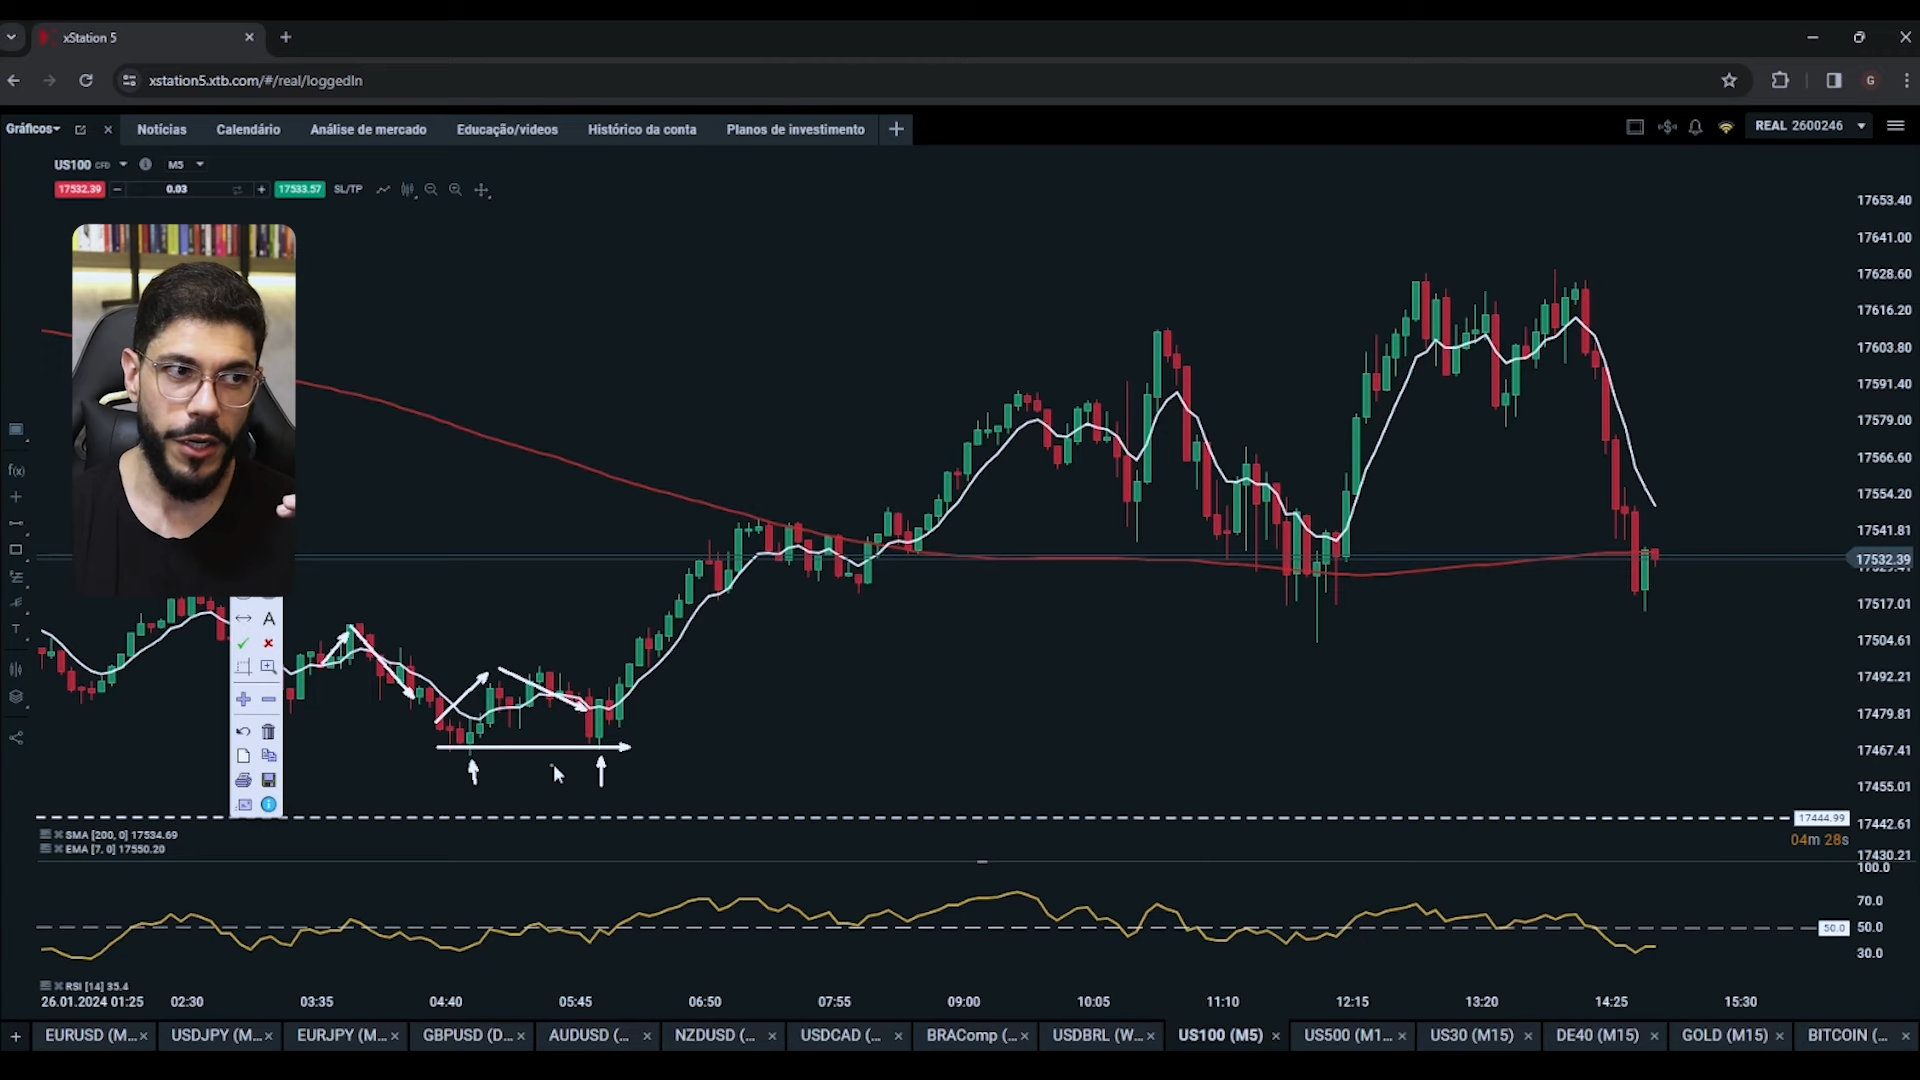 xStation 5
xstation5.xtb.com/#/real/loggedIn
G
Gráficos
Notícias
Calendário
Análise de mercado
Educação/videos
Histórico da conta
Planos de investimento
REAL 2600246
US100 CFD
M5
17532.39
0.03
17533.57
SL/TP
17653.40
17641.00
17628.60
17616.20
17603.80
17591.40
17579.00
17566.60
17554.20
17541.81
17532.39
17517.01
17504.61
17492.21
17479.81
17467.41
17455.01
17444.99
17442.61
04m 28s
17430.21
f(x)
T
A
SMA [200, 0] 17534.69
EMA [7, 0] 17550.20
100.0
70.0
50.0
50.0
30.0
RSI [14] 35.4
26.01.2024 01:25
02:30
03:35
04:40
05:45
06:50
07:55
09:00
10:05
11:10
12:15
13:20
14:25
15:30
EURUSD (M...
USDJPY (M...
EURJPY (M...
GBPUSD (D...
AUDUSD (...
NZDUSD (...
USDCAD (...
BRAComp (...
USDBRL (W...
US100 (M5)
US500 (M1...
US30 (M15)
DE40 (M15)
GOLD (M15)
BITCOIN (...